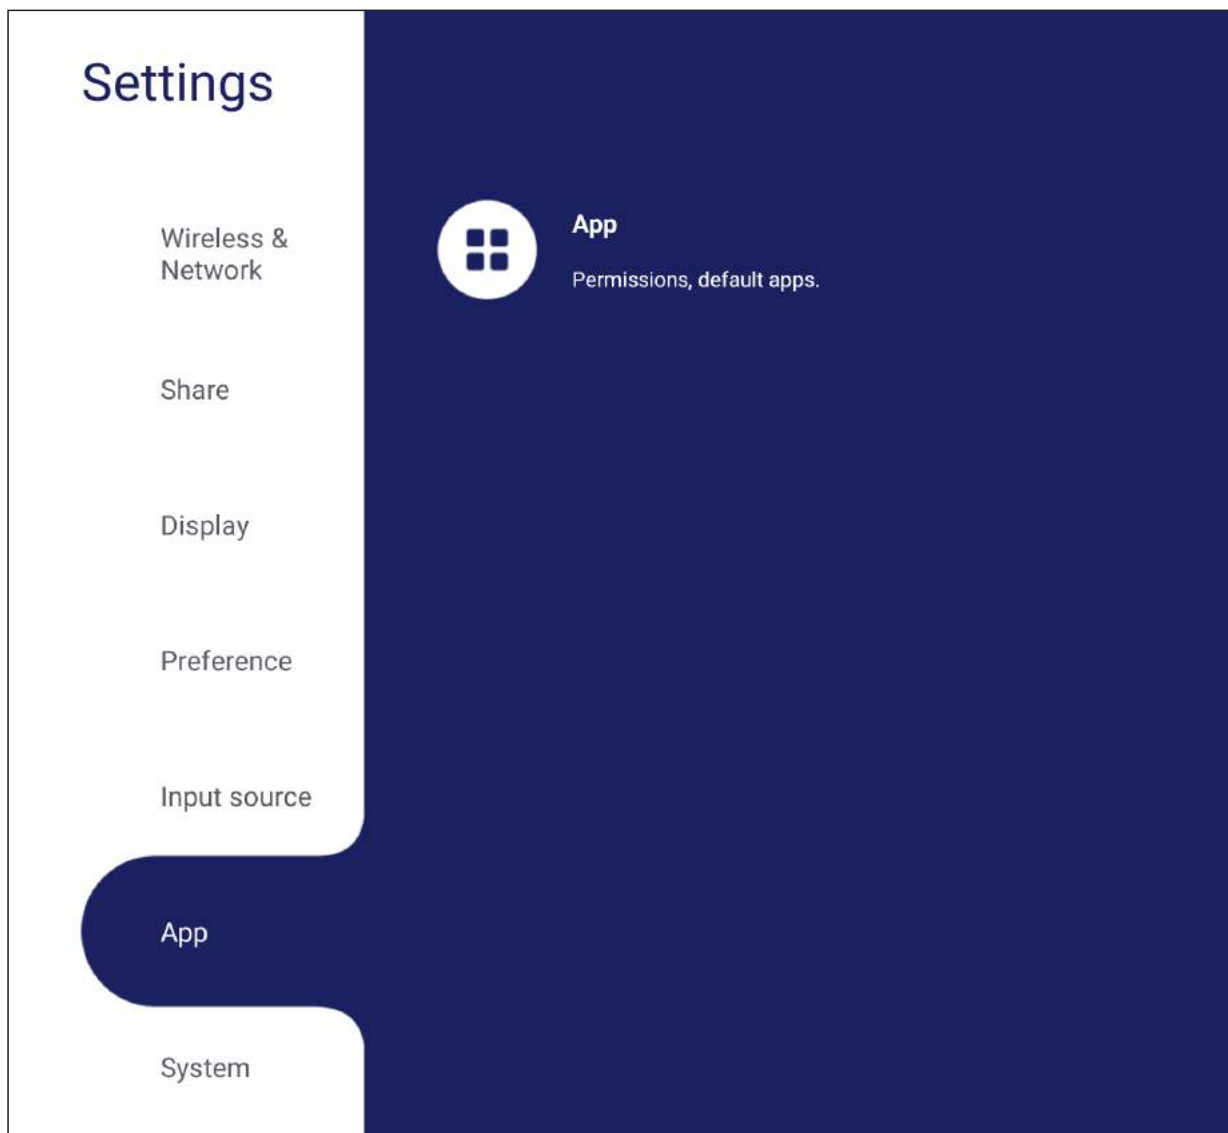 Settings
Wireless &
Network
Share
Display
Preference
Input source
App
System
App
Permissions, default apps.